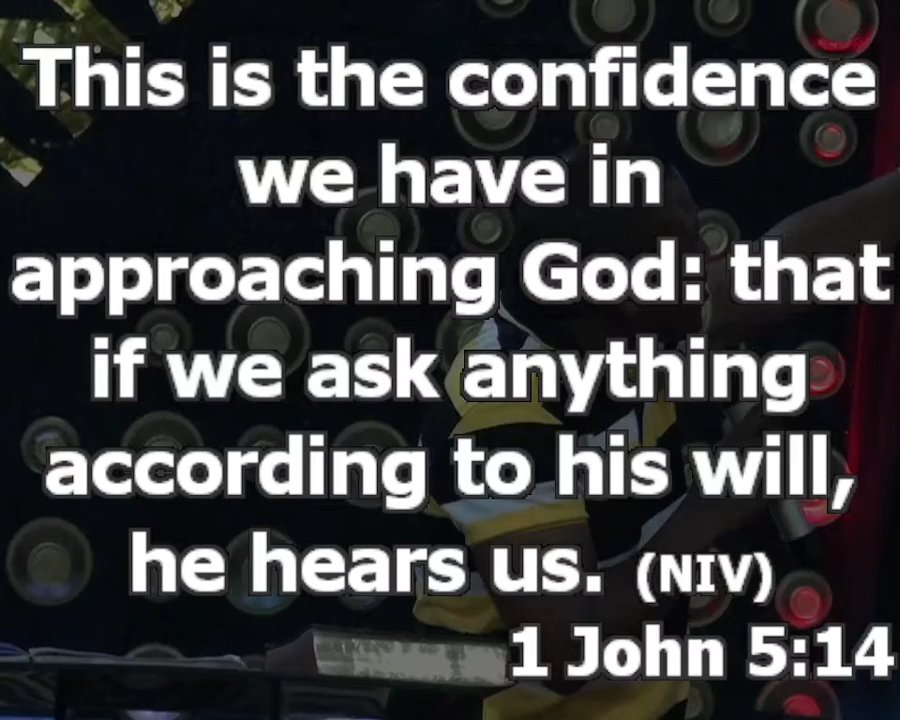 This is the confidence
we have in
approaching God: that
if we ask anything
according to his will,
he hears us. (NIV)
1 John 5:14